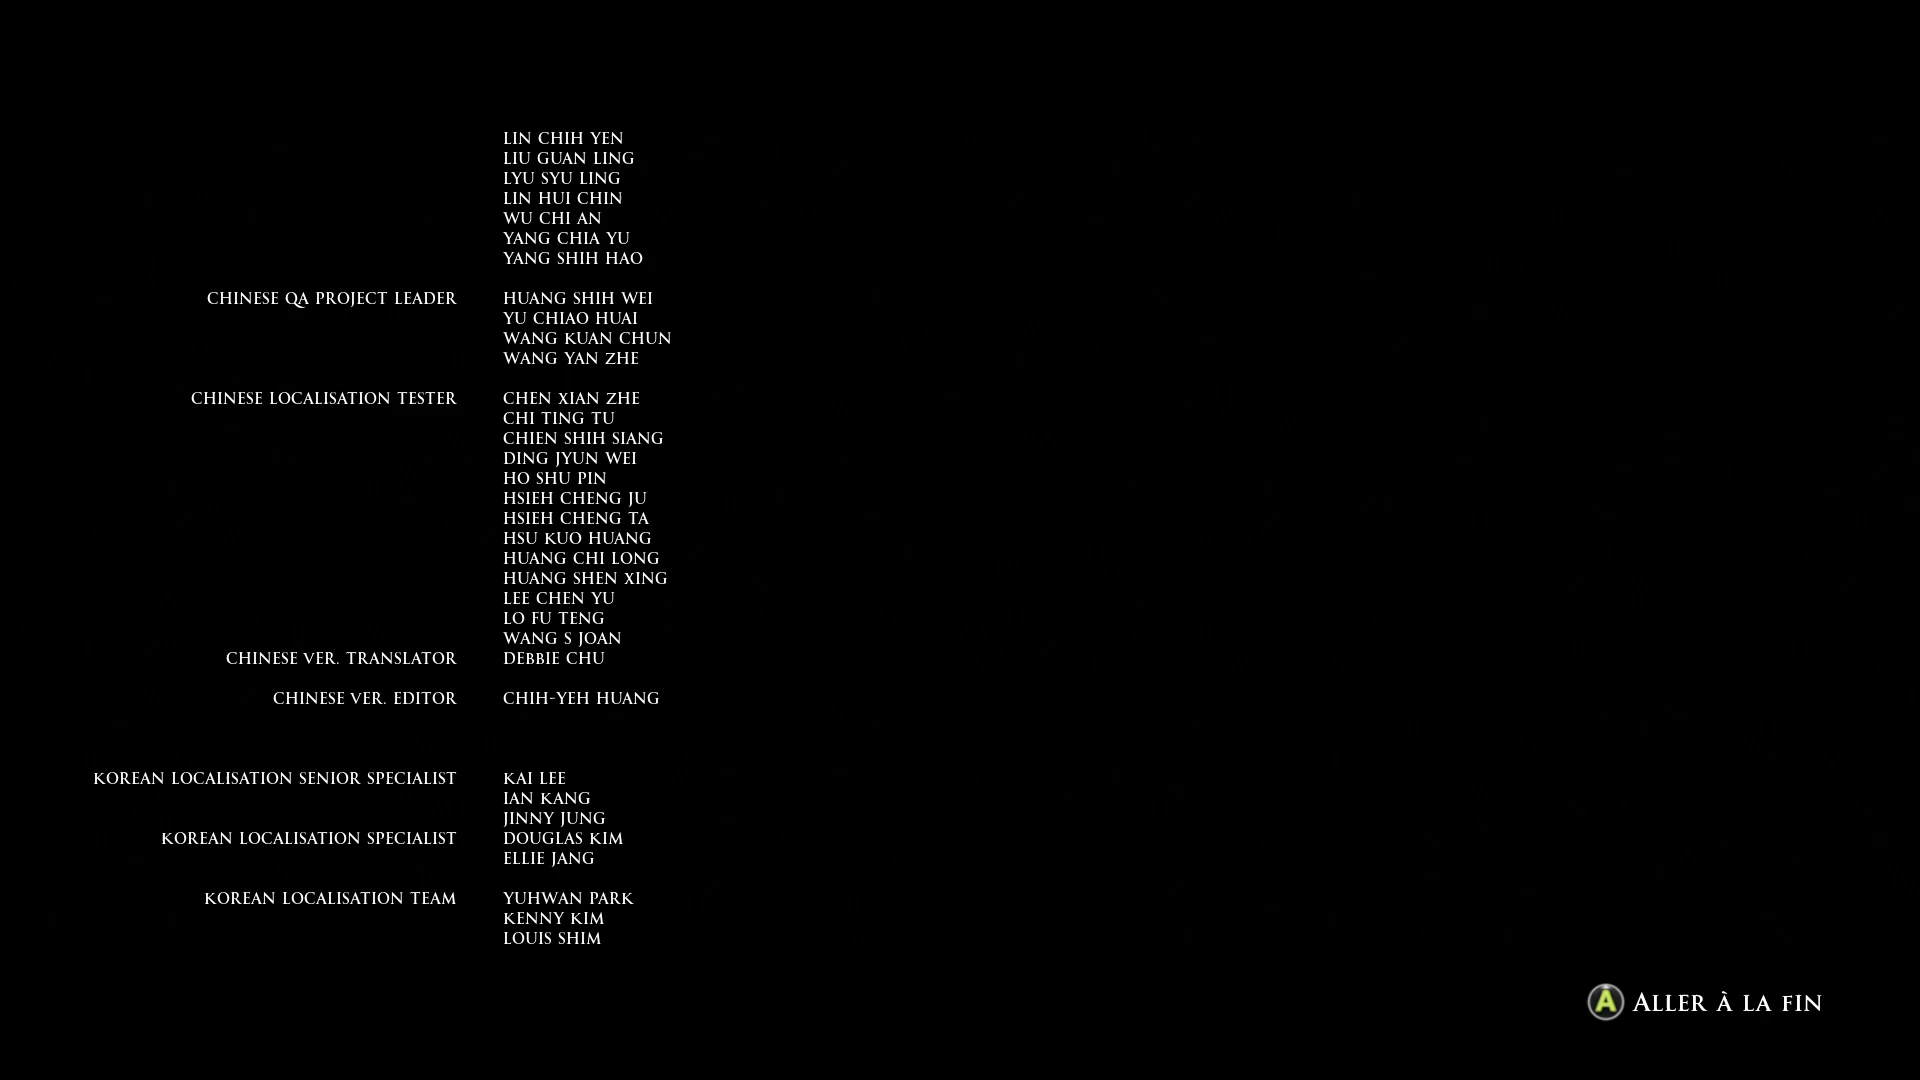 LIN CHIH YEN
LIU GUAN LING
LYU SYU LING
LIN HUI CHIN
WU CHI AN
YANG CHIA YU
YANG SHIH HAO
CHINESE QA PROJECT LEADER HUANG SHIH WEI
YU CHIAO HUAI
WANG KUAN CHUN
WANG YAN ZHE
CHINESE LOCALISATION TESTER CHEN XIAN ZHE
CHI TING TU
CHIEN SHIH SIANG
DING JYUN WEI
HO SHU PIN
HSIEH CHENG JU
HSIEH CHENG TA
HSU KUO HUANG
HUANG CHI LONG
HUANG SHEN XING
LEE CHEN YU
LO FU TENG
WANG S JOAN
CHINESE VER. TRANSLATOR DEBBIE CHU
CHINESE VER. EDITOR CHIH-YEH HUANG
KOREAN LOCALISATION SENIOR SPECIALIST KAI LEE
IAN KANG
JINNY JUNG
KOREAN LOCALISATION SPECIALIST DOUGLAS KIM
ELLIE JANG
KOREAN LOCALISATION TEAM YUHWAN PARK
KENNY KIM
LOUIS SHIM
A ALLER À LA FIN